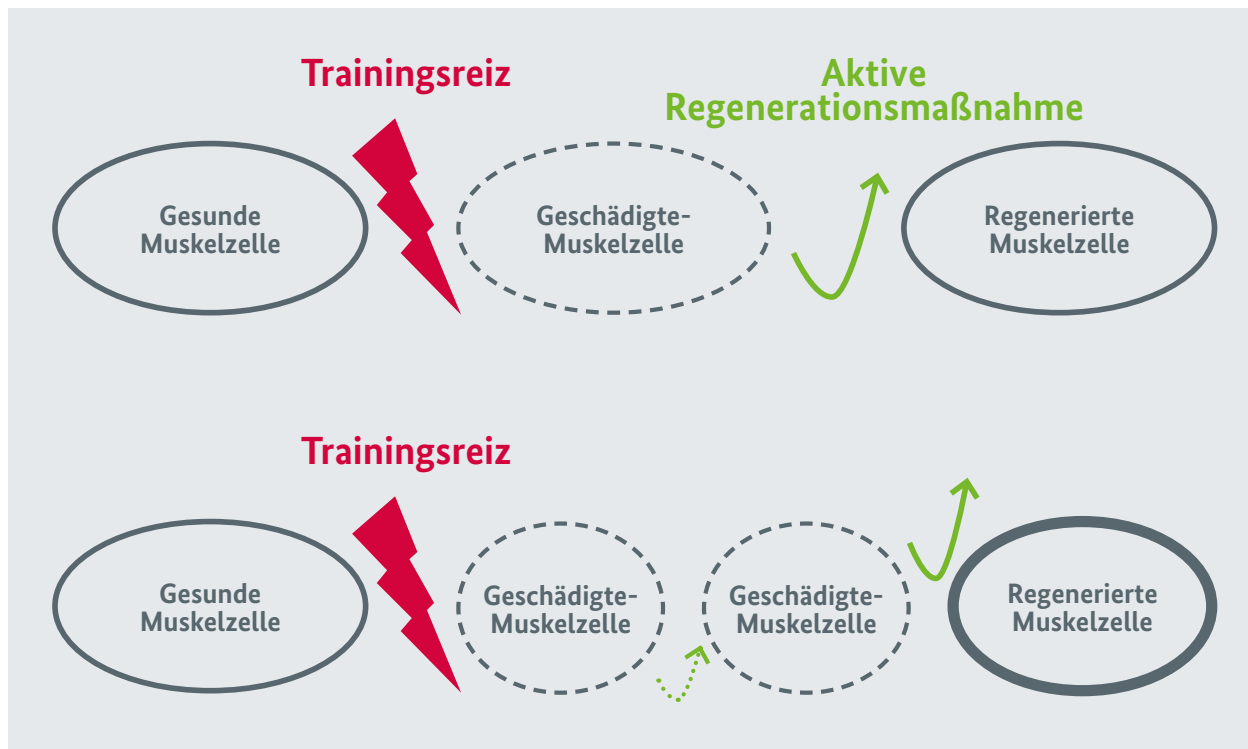 Trainingsreiz
Aktive
Regenerationsmaßnahme
Gesunde
Muskelzelle
Geschädigte-
Muskelzelle
Regenerierte
Muskelzelle
Trainingsreiz
Gesunde
Muskelzelle
Geschädigte-
Muskelzelle
Geschädigte-
Muskelzelle
Regenerierte
Muskelzelle